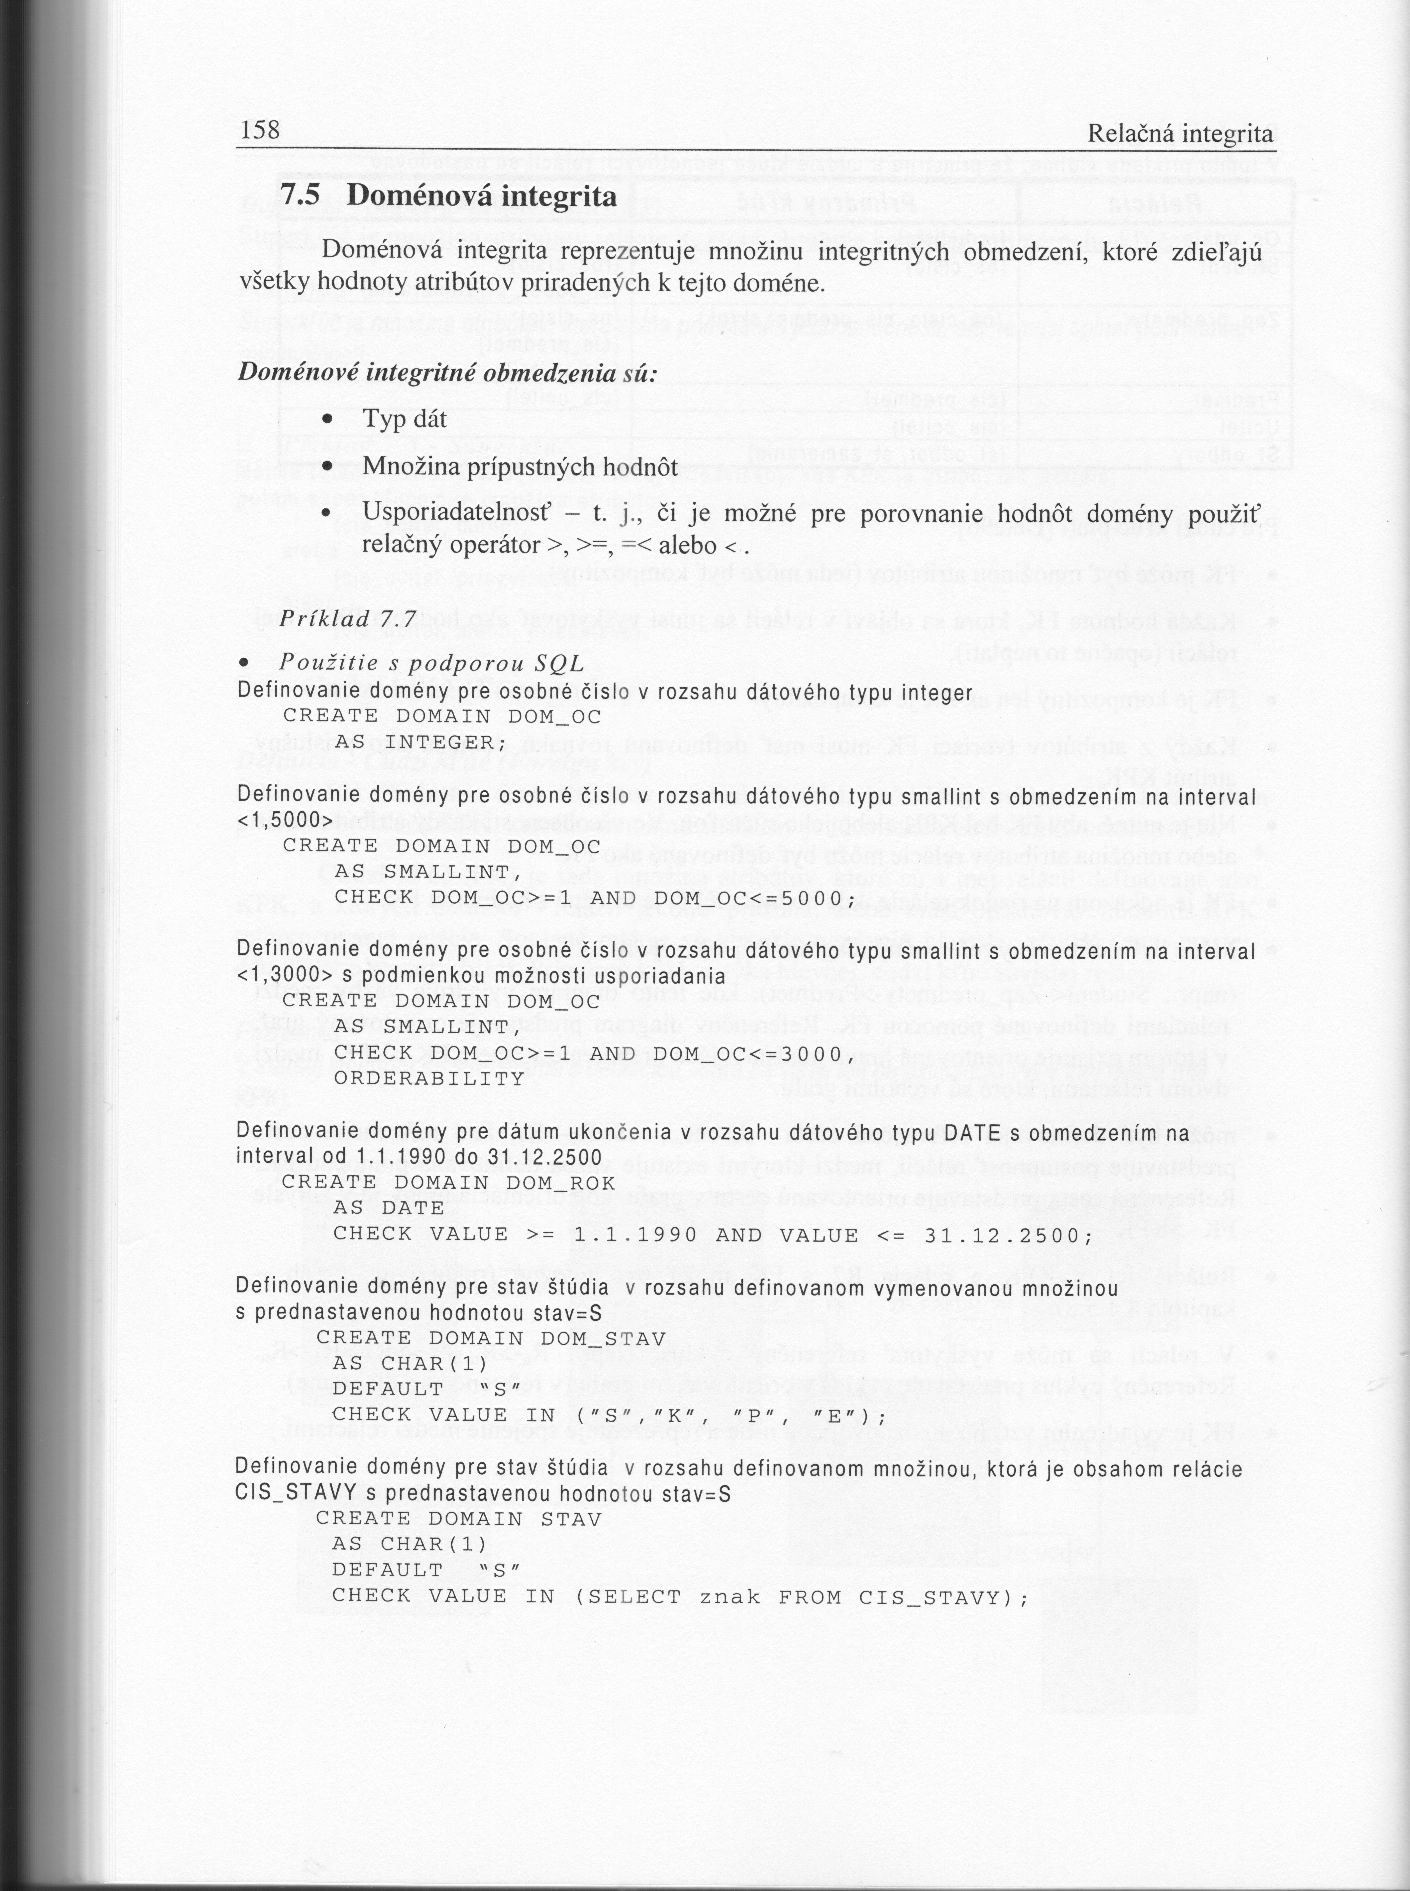 158 Relačná integrita
7.5 Doménová integrita
Doménová integrita reprezentuje množinu integritných obmedzení, ktoré zdieľajú
všetky hodnoty atribútov priradených k tejto doméne.
Doménové integritné obmedzenia sú:
• Typ dát
• Množina prípustných hodnôt
• Usporiadatelnosť – t. j., či je možné pre porovnanie hodnôt domény použiť
relačný operátor >, >=, =< alebo < .
Príklad 7.7
• Použitie s podporou SQL
Definovanie domény pre osobné číslo v rozsahu dátového typu integer
CREATE DOMAIN DOM_OC
AS INTEGER;
Definovanie domény pre osobné číslo v rozsahu dátového typu smallint s obmedzením na interval
<1,5000>
CREATE DOMAIN DOM_OC
AS SMALLINT,
CHECK DOM_OC>=1 AND DOM_OC<=5000;
Definovanie domény pre osobné číslo v rozsahu dátového typu smallint s obmedzením na interval
<1,3000> s podmienkou možnosti usporiadania
CREATE DOMAIN DOM_OC
AS SMALLINT,
CHECK DOM_OC>=1 AND DOM_OC<=3000,
ORDERABILITY
Definovanie domény pre dátum ukončenia v rozsahu dátového typu DATE s obmedzením na
interval od 1.1.1990 do 31.12.2500
CREATE DOMAIN DOM_ROK
AS DATE
CHECK VALUE >= 1.1.1990 AND VALUE <= 31.12.2500;
Definovanie domény pre stav štúdia v rozsahu definovanom vymenovanou množinou
s prednastavenou hodnotou stav=S
CREATE DOMAIN DOM_STAV
AS CHAR(1)
DEFAULT “S”
CHECK VALUE IN (”S”,”K”, ”P”, ”E”);
Definovanie domény pre stav štúdia v rozsahu definovanom množinou, ktorá je obsahom relácie
CIS_STAVY s prednastavenou hodnotou stav=S
CREATE DOMAIN STAV
AS CHAR(1)
DEFAULT “S”
CHECK VALUE IN (SELECT znak FROM CIS_STAVY);